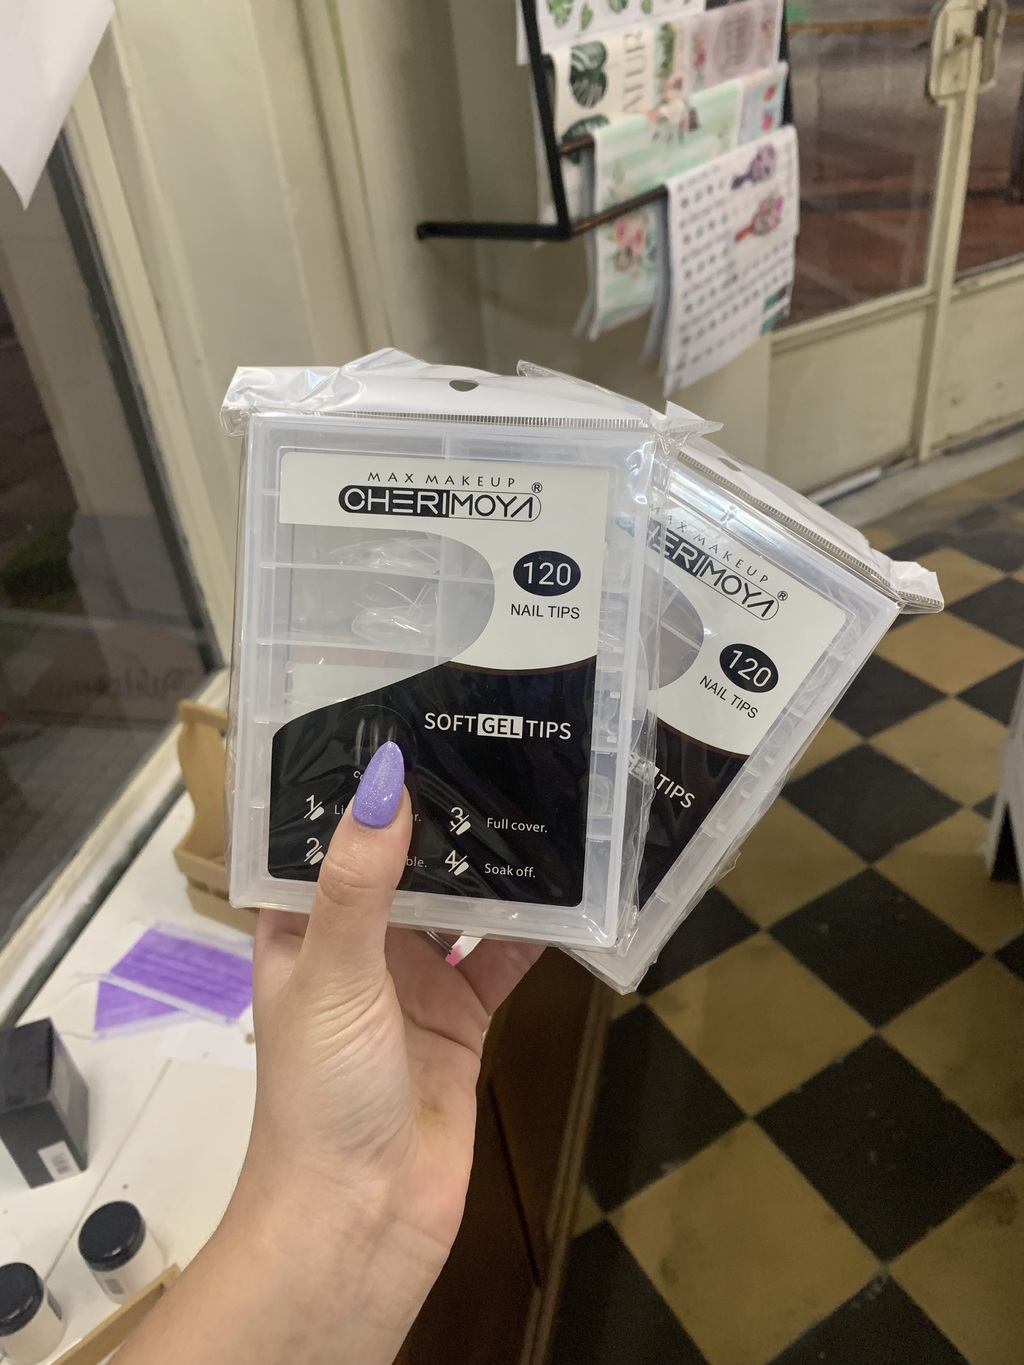 MAX MAKEUP
CHERIMOYA®
120
NAIL TIPS
SOFT GEL TIPS
1
3 Full cover.
2
4 Soak off.
MAX MAKEUP
HERIMOYA®
120
NAIL TIPS
TIPS